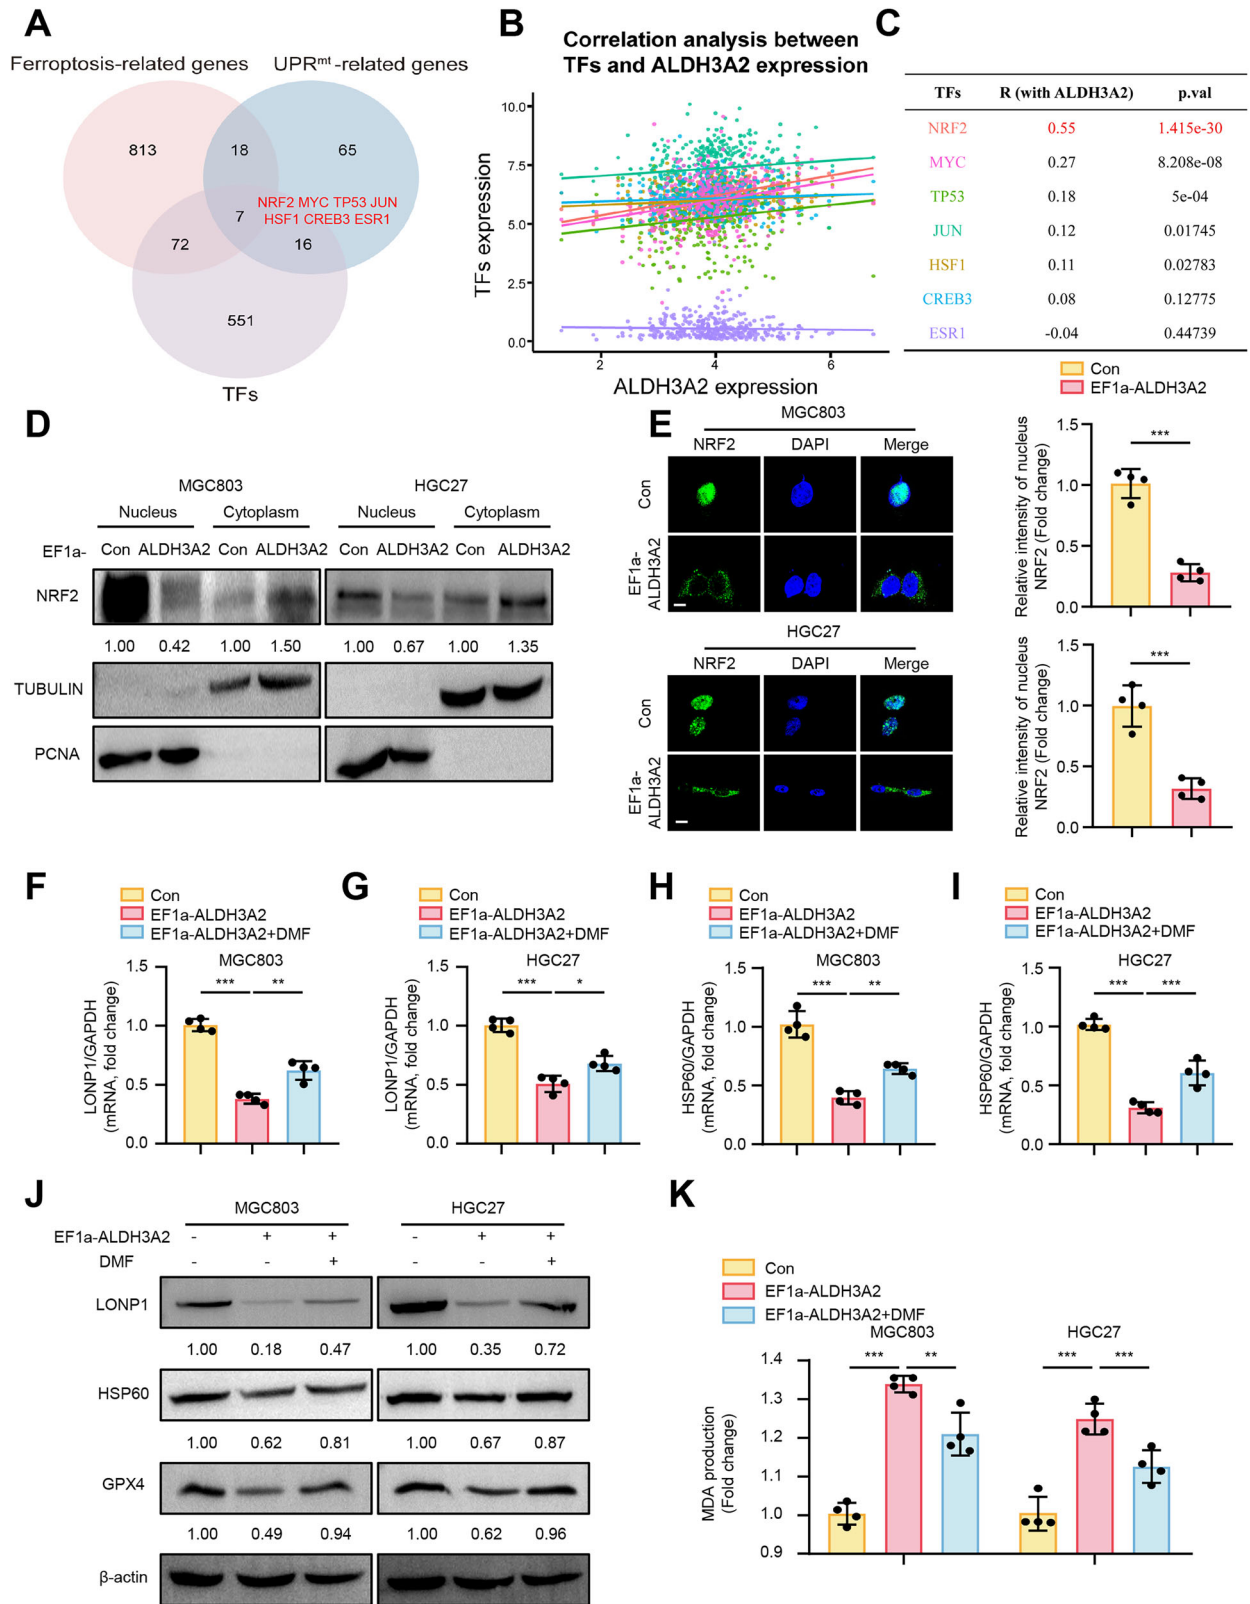 A
Ferroptosis-related genes
UPRmt -related genes
813
18
65
NRF2 MYC TP53 JUN
HSF1 CREB3 ESR1
7
72
16
551
TFs
B
Correlation analysis between
TFs and ALDH3A2 expression
TFs expression
10.0
7.5
5.0
2.5
0.0
2 4 6
ALDH3A2 expression
C
TFs R (with ALDH3A2) p.val
NRF2 0.55 1.415e-30
MYC 0.27 8.208e-08
TP53 0.18 5e-04
JUN 0.12 0.01745
HSF1 0.11 0.02783
CREB3 0.08 0.12775
ESR1 -0.04 0.44739
D
MGC803 HGC27
Nucleus Cytoplasm Nucleus Cytoplasm
EF1a- Con ALDH3A2 Con ALDH3A2 Con ALDH3A2 Con ALDH3A2
NRF2
1.00 0.42 1.00 1.50 1.00 0.67 1.00 1.35
TUBULIN
PCNA
E
MGC803
NRF2 DAPI Merge
Con
EF1a-
ALDH3A2
HGC27
NRF2 DAPI Merge
Con
EF1a-
ALDH3A2
Con
EF1a-ALDH3A2
Relative intensity of nucleus
NRF2 (Fold change)
1.5
1.0
0.5
0.0
***
Relative intensity of nucleus
NRF2 (Fold change)
1.5
1.0
0.5
0.0
***
F
Con
EF1a-ALDH3A2
EF1a-ALDH3A2+DMF
MGC803
LONP1/GAPDH
(mRNA, fold change)
1.5
1.0
0.5
0.0
*** **
G
Con
EF1a-ALDH3A2
EF1a-ALDH3A2+DMF
HGC27
LONP1/GAPDH
(mRNA, fold change)
1.5
1.0
0.5
0.0
*** *
H
Con
EF1a-ALDH3A2
EF1a-ALDH3A2+DMF
MGC803
HSP60/GAPDH
(mRNA, fold change)
1.5
1.0
0.5
0.0
*** **
I
Con
EF1a-ALDH3A2
EF1a-ALDH3A2+DMF
HGC27
HSP60/GAPDH
(mRNA, fold change)
1.5
1.0
0.5
0.0
*** ***
J
MGC803 HGC27
EF1a-ALDH3A2 - + + - + +
DMF - - + - - +
LONP1
1.00 0.18 0.47 1.00 0.35 0.72
HSP60
1.00 0.62 0.81 1.00 0.67 0.87
GPX4
1.00 0.49 0.94 1.00 0.62 0.96
β-actin
K
Con
EF1a-ALDH3A2
EF1a-ALDH3A2+DMF
MGC803 HGC27
MDA production
(Fold change)
1.4
1.3
1.2
1.1
1.0
0.9
*** ** *** ***